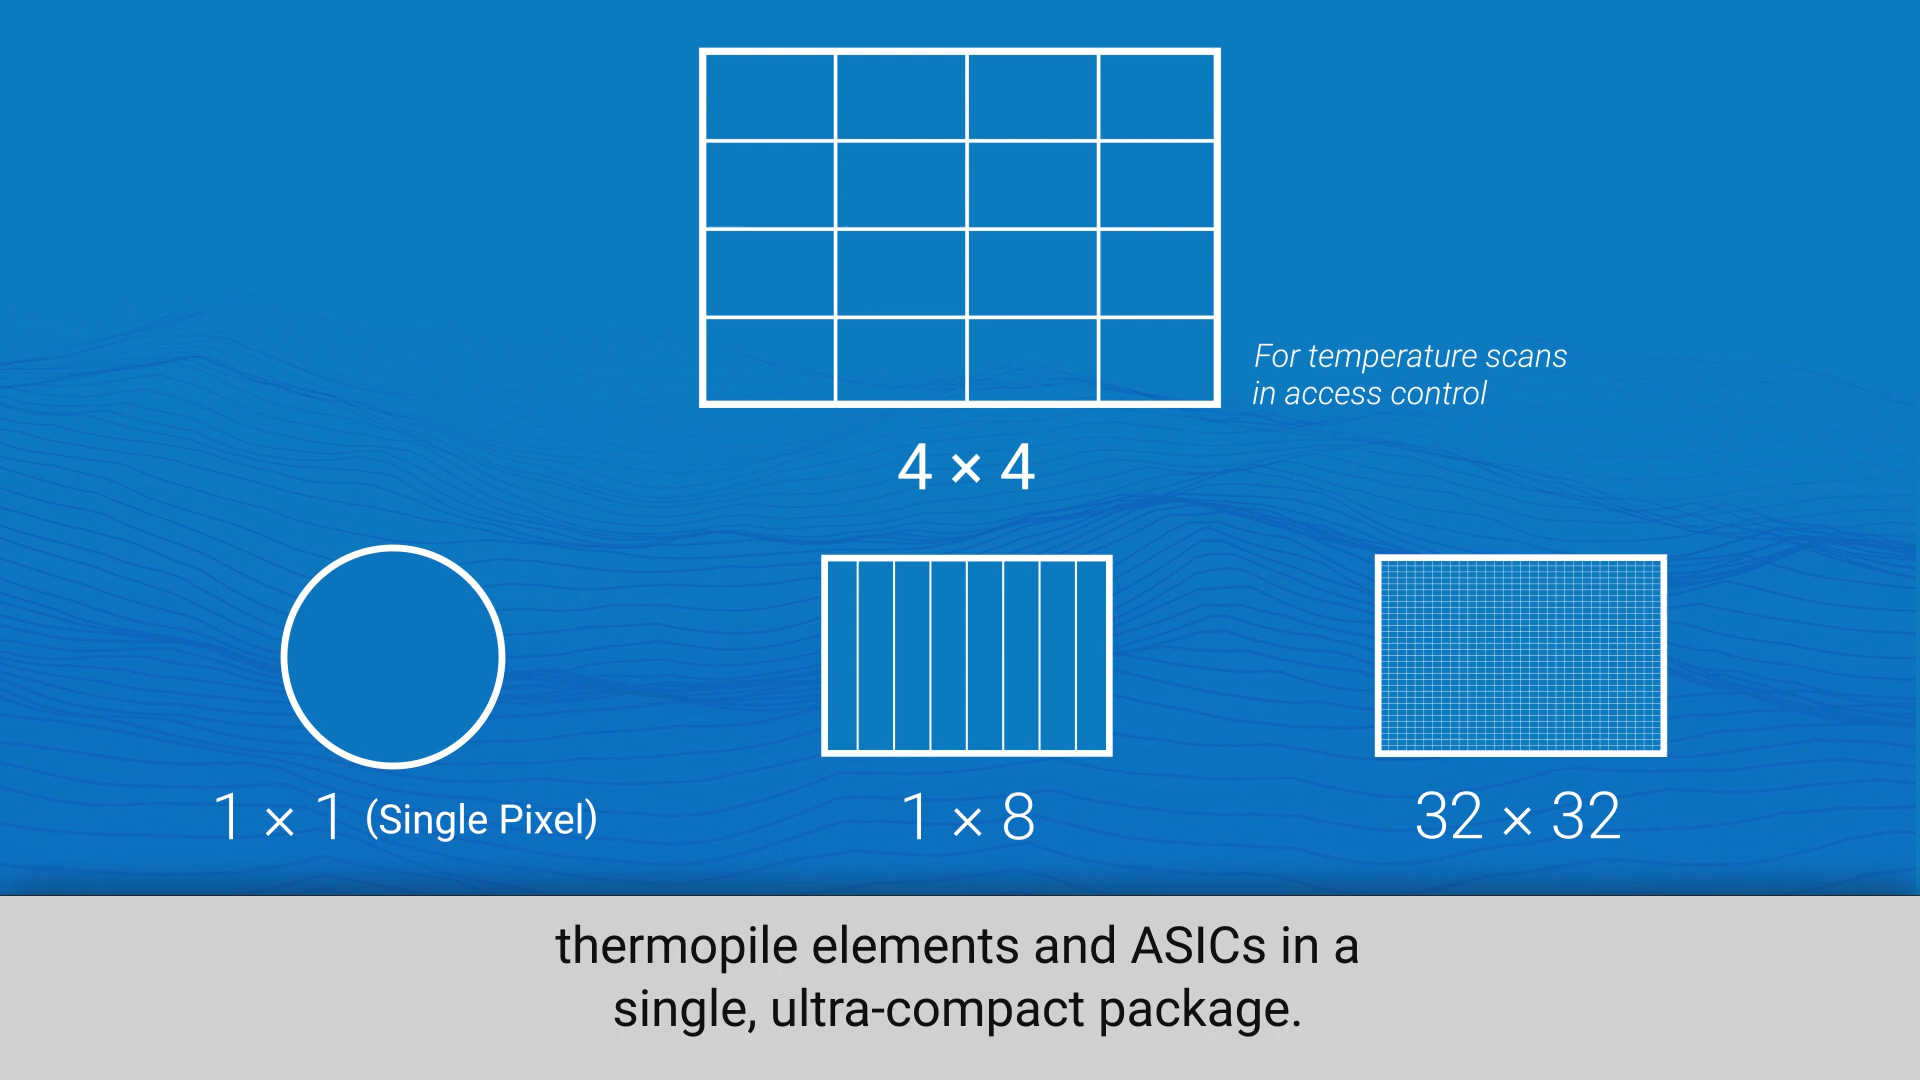 For temperature scans
in access control
4 × 4
1 × 1 (Single Pixel)
1 × 8
32 × 32
thermopile elements and ASICs in a
single, ultra-compact package.